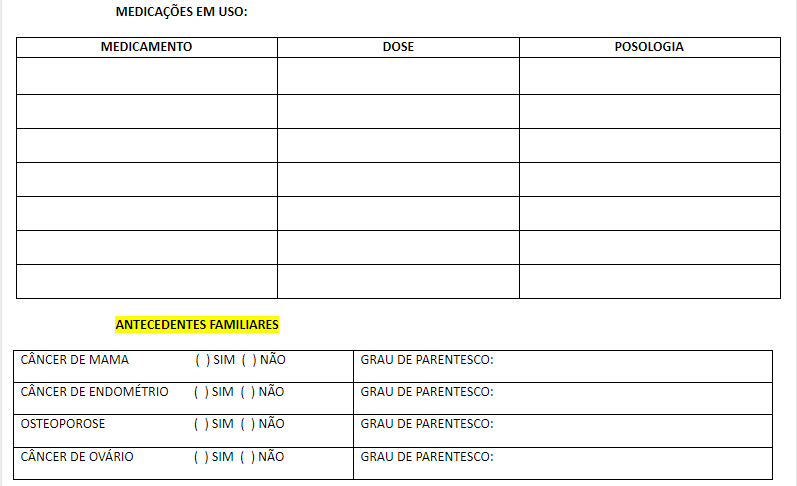 MEDICAÇÕES EM USO:
MEDICAMENTO DOSE POSOLOGIA
ANTECEDENTES FAMILIARES
CÂNCER DE MAMA ( ) SIM ( ) NÃO GRAU DE PARENTESCO:
CÂNCER DE ENDOMÉTRIO ( ) SIM ( ) NÃO GRAU DE PARENTESCO:
OSTEOPOROSE ( ) SIM ( ) NÃO GRAU DE PARENTESCO:
CÂNCER DE OVÁRIO ( ) SIM ( ) NÃO GRAU DE PARENTESCO: